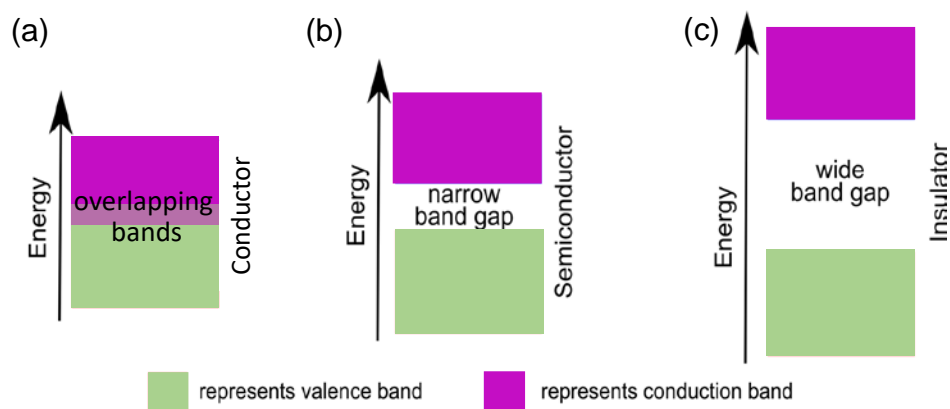 (a)
Energy
overlapping
bands
Conductor
(b)
Energy
narrow
band gap
Semiconductor
(c)
Energy
wide
band gap
Insulator
represents valence band
represents conduction band